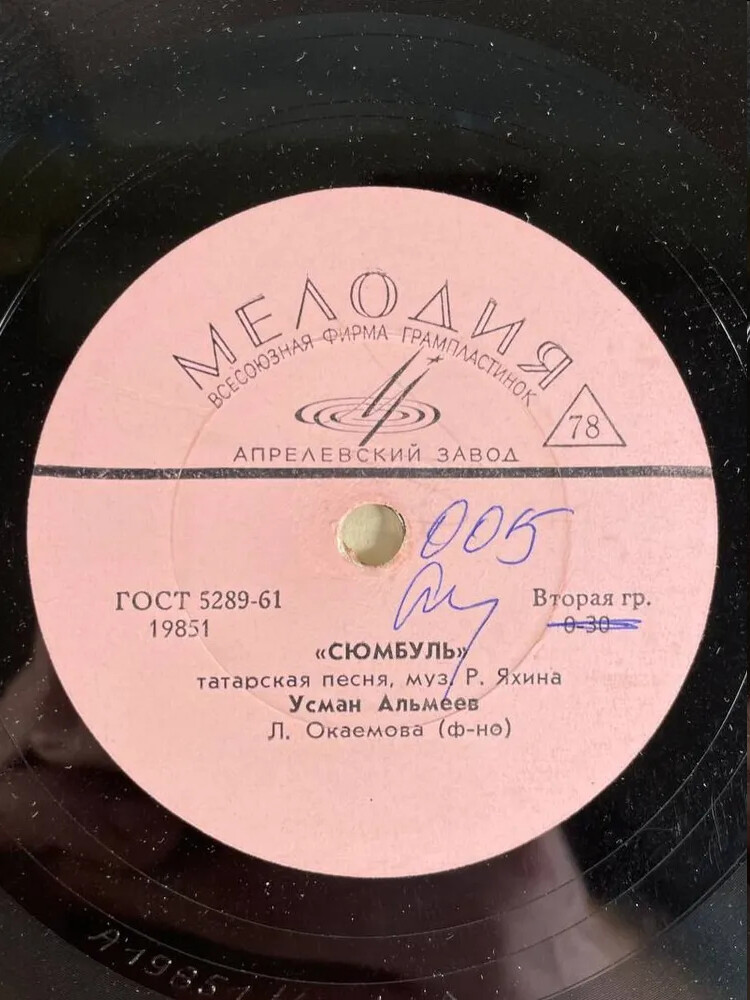 МЕЛОДИЯ
ВСЕСОЮЗНАЯ ФИРМА ГРАМПЛАСТИНОК
78
АПРЕЛЕВСКИЙ ЗАВОД
005
ГОСТ 5289-61
19851
Вторая гр.
0-30
«СЮМБУЛЬ»
татарская песня, муз. Р. Яхина
Усман Альмеев
Л. Окаемова (ф-но)